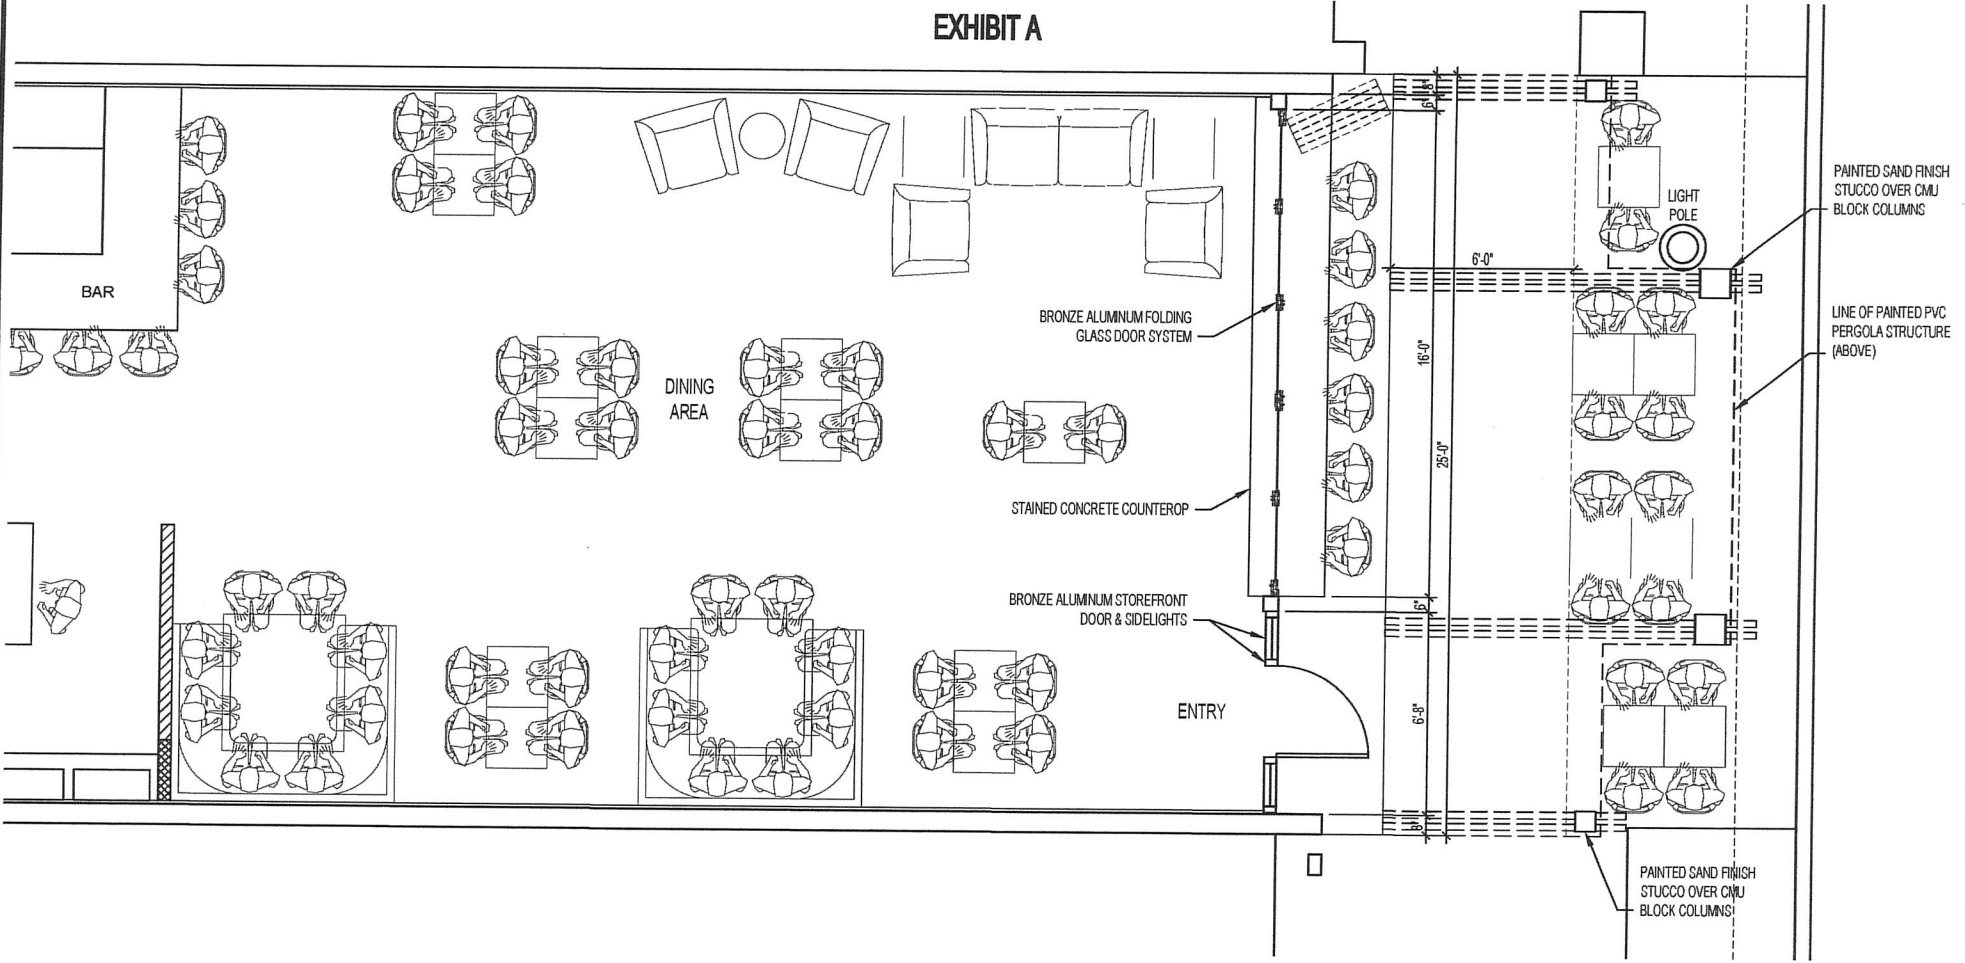 EXHIBIT A
PAINTED SAND FINISH
STUCCO OVER CMU
BLOCK COLUMNS
LIGHT
POLE
8"
6"
6'-0"
BAR
BRONZE ALUMINUM FOLDING
GLASS DOOR SYSTEM
LINE OF PAINTED PVC
PERGOLA STRUCTURE
(ABOVE)
16'-0"
DINING
AREA
25'-0"
STAINED CONCRETE COUNTEROP
BRONZE ALUMINUM STOREFRONT
DOOR & SIDELIGHTS
6"
ENTRY
6'-8"
8"
PAINTED SAND FINISH
STUCCO OVER CMU
BLOCK COLUMNS